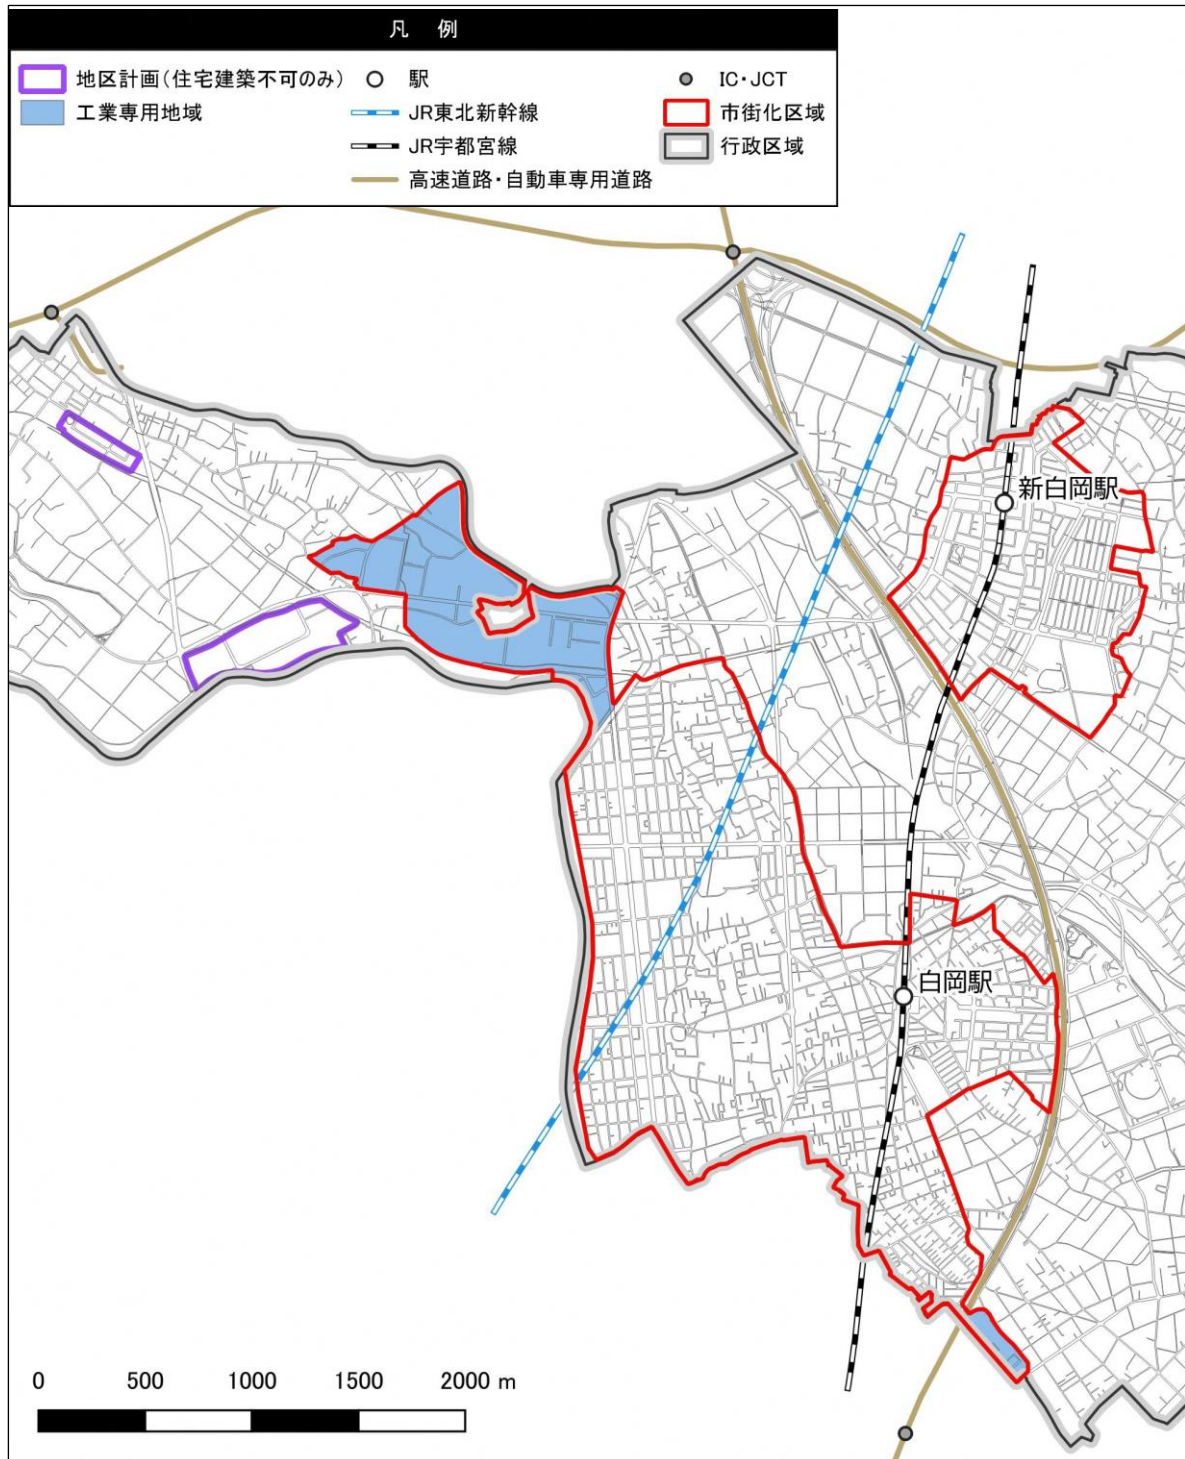 凡 例
地区計画(住宅建築不可のみ) 駅 IC・JCT
工業専用地域 JR東北新幹線 市街化区域
JR宇都宮線 行政区域
高速道路・自動車専用道路
新白岡駅
白岡駅
0 500 1000 1500 2000 m